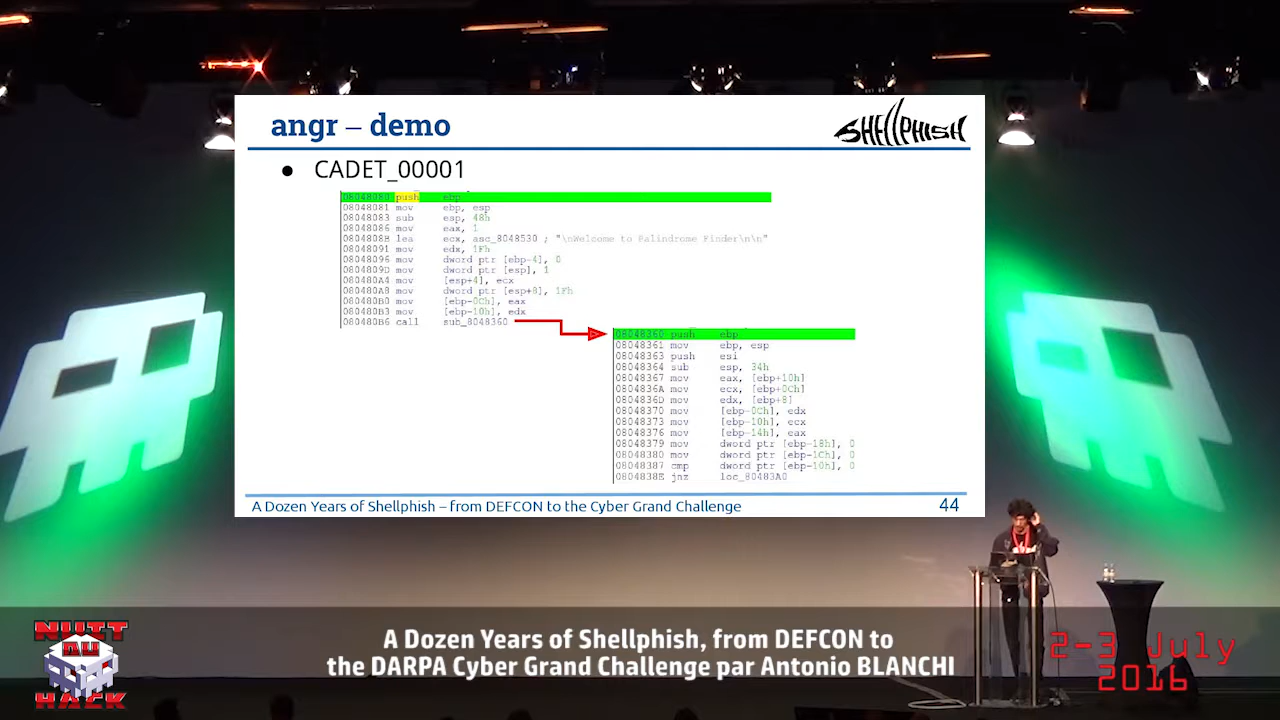 angr – demo
SHELLPHISH
● CADET_00001
08048080 push ebp
08048081 mov ebp, esp
08048083 sub esp, 48h
08048086 mov eax, 1
0804808B lea ecx, asc_8048530 ; "\nWelcome to Palindrome Finder\n\n"
08048091 mov edx, 1Fh
08048096 mov dword ptr [ebp-4], 0
0804809D mov dword ptr [esp], 1
080480A4 mov [esp+4], ecx
080480A8 mov dword ptr [esp+8], 1Fh
080480B0 mov [ebp-0Ch], eax
080480B3 mov [ebp-10h], edx
080480B6 call sub_8048360
08048360 push ebp
08048361 mov ebp, esp
08048363 push esi
08048364 sub esp, 34h
08048367 mov eax, [ebp+10h]
0804836A mov ecx, [ebp+0Ch]
0804836D mov edx, [ebp+8]
08048370 mov [ebp-0Ch], edx
08048373 mov [ebp-10h], ecx
08048376 mov [ebp-14h], eax
08048379 mov dword ptr [ebp-18h], 0
08048380 mov dword ptr [ebp-1Ch], 0
08048387 cmp dword ptr [ebp-10h], 0
0804838E jnz loc_80483A0
A Dozen Years of Shellphish – from DEFCON to the Cyber Grand Challenge
44
NUIT
DU
HACK
A Dozen Years of Shellphish, from DEFCON to
the DARPA Cyber Grand Challenge par Antonio BLANCHI
2-3 July
2016